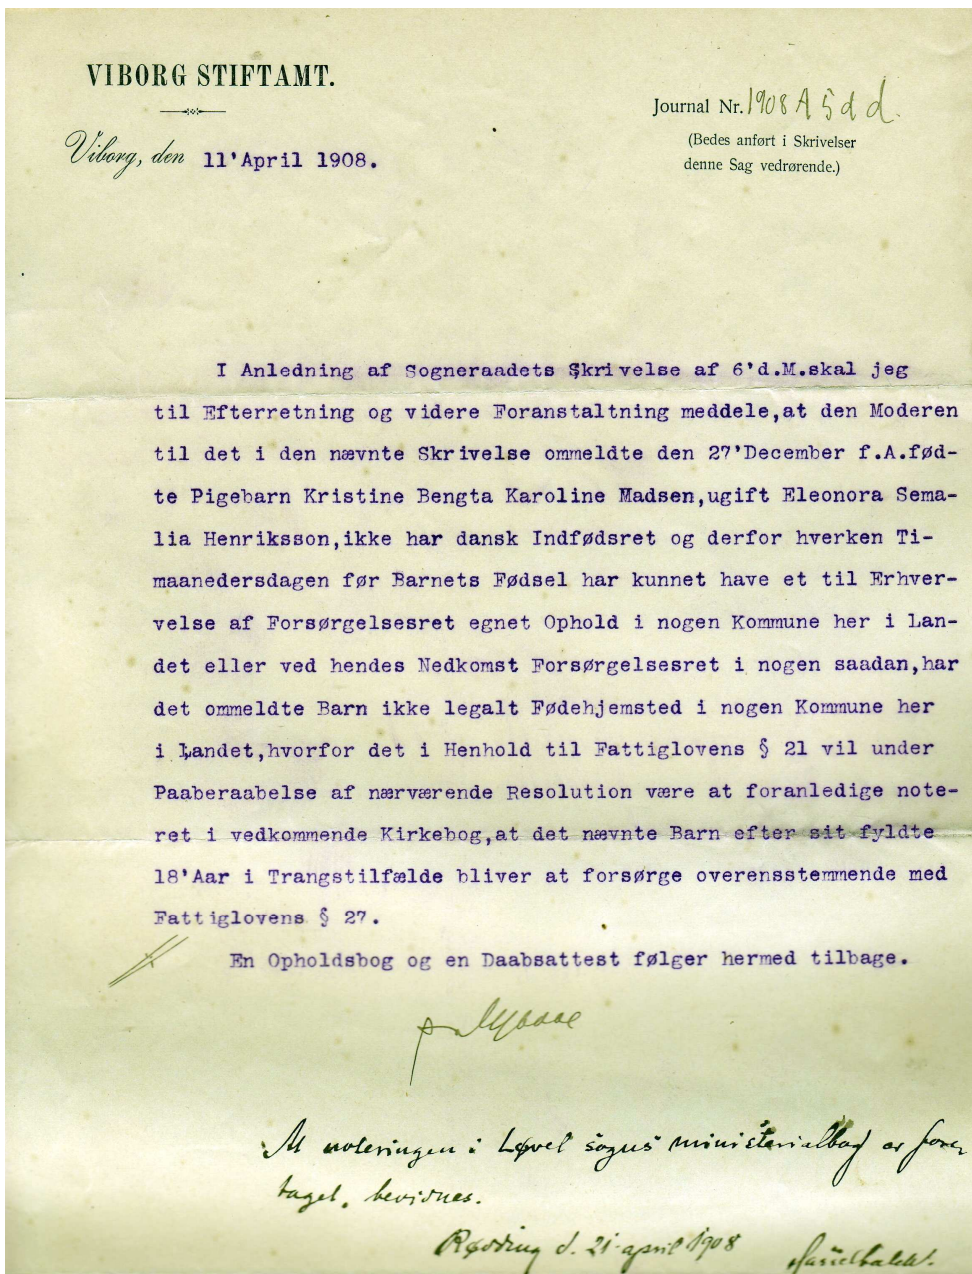 VIBORG STIFTAMT.
Journal Nr. 1908 A 5 d d.
(Bedes anført i Skrivelser
denne Sag vedrørende.)
Viborg, den 11'April 1908.
I Anledning af Sogneraadets Skrivelse af 6'd.M.skal jeg
til Efterretning og videre Foranstaltning meddele,at den Moderen
til det i den nævnte Skrivelse ommeldte den 27'December f.A.fød-
te Pigebarn Kristine Bengta Karoline Madsen,ugift Eleonora Sema-
lia Henriksson,ikke har dansk Indfødsret og derfor hverken Ti-
maanedersdagen før Barnets Fødsel har kunnet have et til Erhver-
velse af Forsørgelsesret egnet Ophold i nogen Kommune her i Lan-
det eller ved hendes Nedkomst Forsørgelsesret i nogen saadan,har
det ommeldte Barn ikke legalt Fødehjemsted i nogen Kommune her
i Landet,hvorfor det i Henhold til Fattiglovens § 21 vil under
Paaberaabelse af nærværende Resolution være at foranledige note-
ret i vedkommende Kirkebog,at det nævnte Barn efter sit fyldte
18'Aar i Trangstilfælde bliver at forsørge overensstemmende med
Fattiglovens § 27.
En Opholdsbog og en Daabsattest følger hermed tilbage.
At noteringen i Løvel sogns ministerialbog er fore-
taget, bevidnes.
Rødding d. 21 april 1908